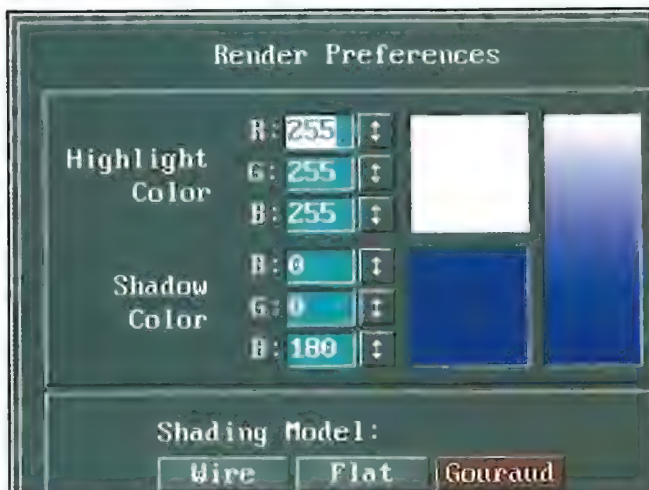 Render Preferences
Highlight Color
R: 255
G: 255
B: 255
Shadow Color
R: 0
G: 0
B: 180
Shading Model:
Wire Flat Gouraud